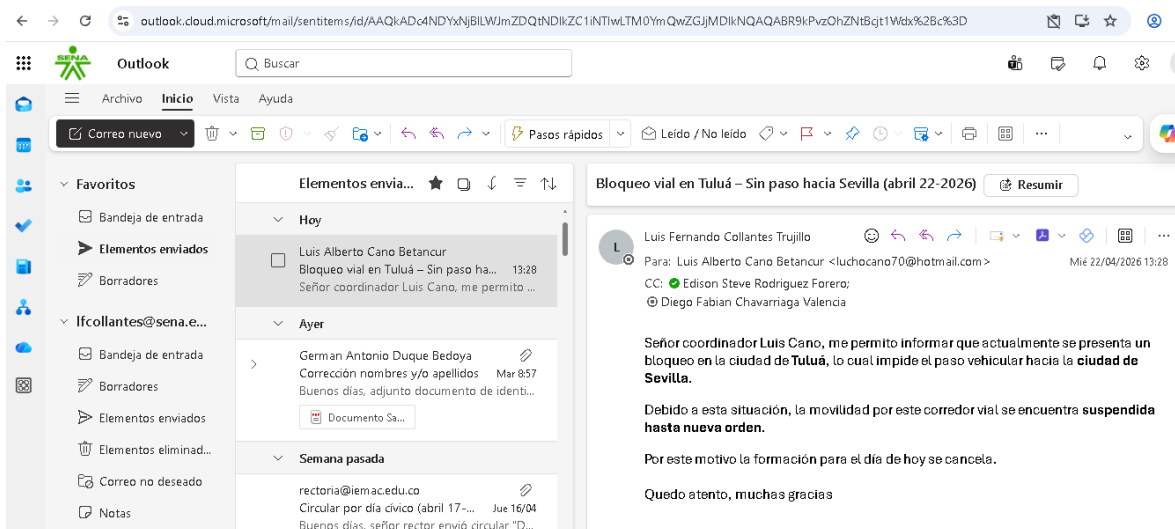 outlook.cloud.microsoft/mail/sentitems/id/AAQkADc4NDYxNjBlLWJmZDQtNDlkZC1iNTIwLTM0YmQwZGJjMDlkNQAQABR9kPvzOhZNtBcjt1Wdx%2Bc%3D
SENA
Outlook
Buscar
Archivo Inicio Vista Ayuda
Correo nuevo
Pasos rápidos
Leído / No leído
Favoritos
Bandeja de entrada
Elementos enviados
Borradores
lfcollantes@sena.e...
Bandeja de entrada
Borradores
Elementos enviados
Elementos eliminad...
Correo no deseado
Notas
Elementos envia...
Hoy
Luis Alberto Cano Betancur
Bloqueo vial en Tuluá – Sin paso ha... 13:28
Señor coordinador Luis Cano, me permito ...
Ayer
German Antonio Duque Bedoya
Corrección nombres y/o apellidos Mar 8:57
Buenos días, adjunto documento de identi...
Documento Sa...
Semana pasada
rectoria@iemac.edu.co
Circular por día cívico (abril 17-... Jue 16/04
Buenos días, señor rector envió circular "D...
Bloqueo vial en Tuluá – Sin paso hacia Sevilla (abril 22-2026)
Resumir
L
Luis Fernando Collantes Trujillo
Para: Luis Alberto Cano Betancur <luchocano70@hotmail.com>
Mié 22/04/2026 13:28
CC: Edison Steve Rodriguez Forero;
Diego Fabian Chavarriaga Valencia
Señor coordinador Luis Cano, me permito informar que actualmente se presenta un
bloqueo en la ciudad de Tuluá, lo cual impide el paso vehicular hacia la ciudad de
Sevilla.
Debido a esta situación, la movilidad por este corredor vial se encuentra suspendida
hasta nueva orden.
Por este motivo la formación para el día de hoy se cancela.
Quedo atento, muchas gracias